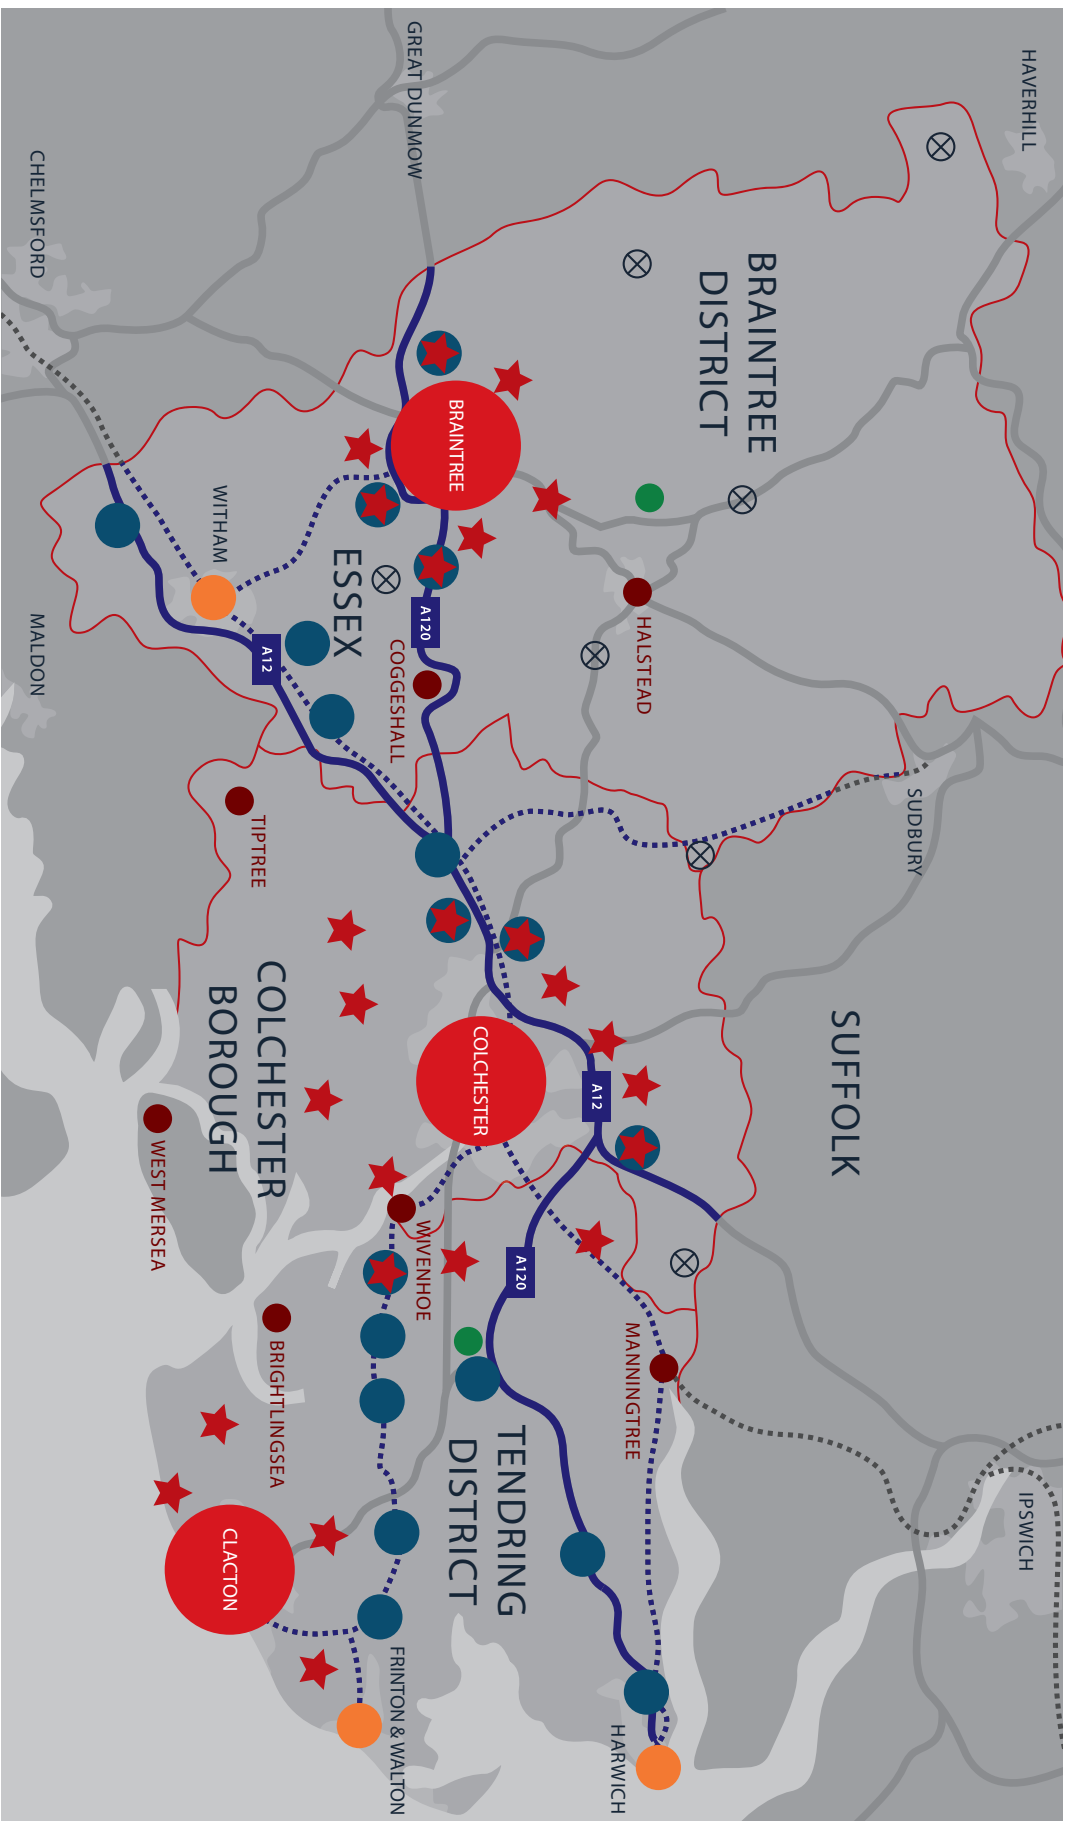 HAVERHILL
GREAT DUNMOW
CHELMSFORD
BRAINTREE
DISTRICT
BRAINTREE
WITHAM
ESSEX
A120
A12
COGGESHALL
HALSTEAD
MALDON
SUDBURY
TIPTREE
SUFFOLK
COLCHESTER
BOROUGH
COLCHESTER
A12
WEST MERSEA
WIVENHOE
A120
BRIGHTLINGSEA
MANNINGTREE
TENDRING
DISTRICT
IPSWICH
CLACTON
FRINTON & WALTON
HARWICH